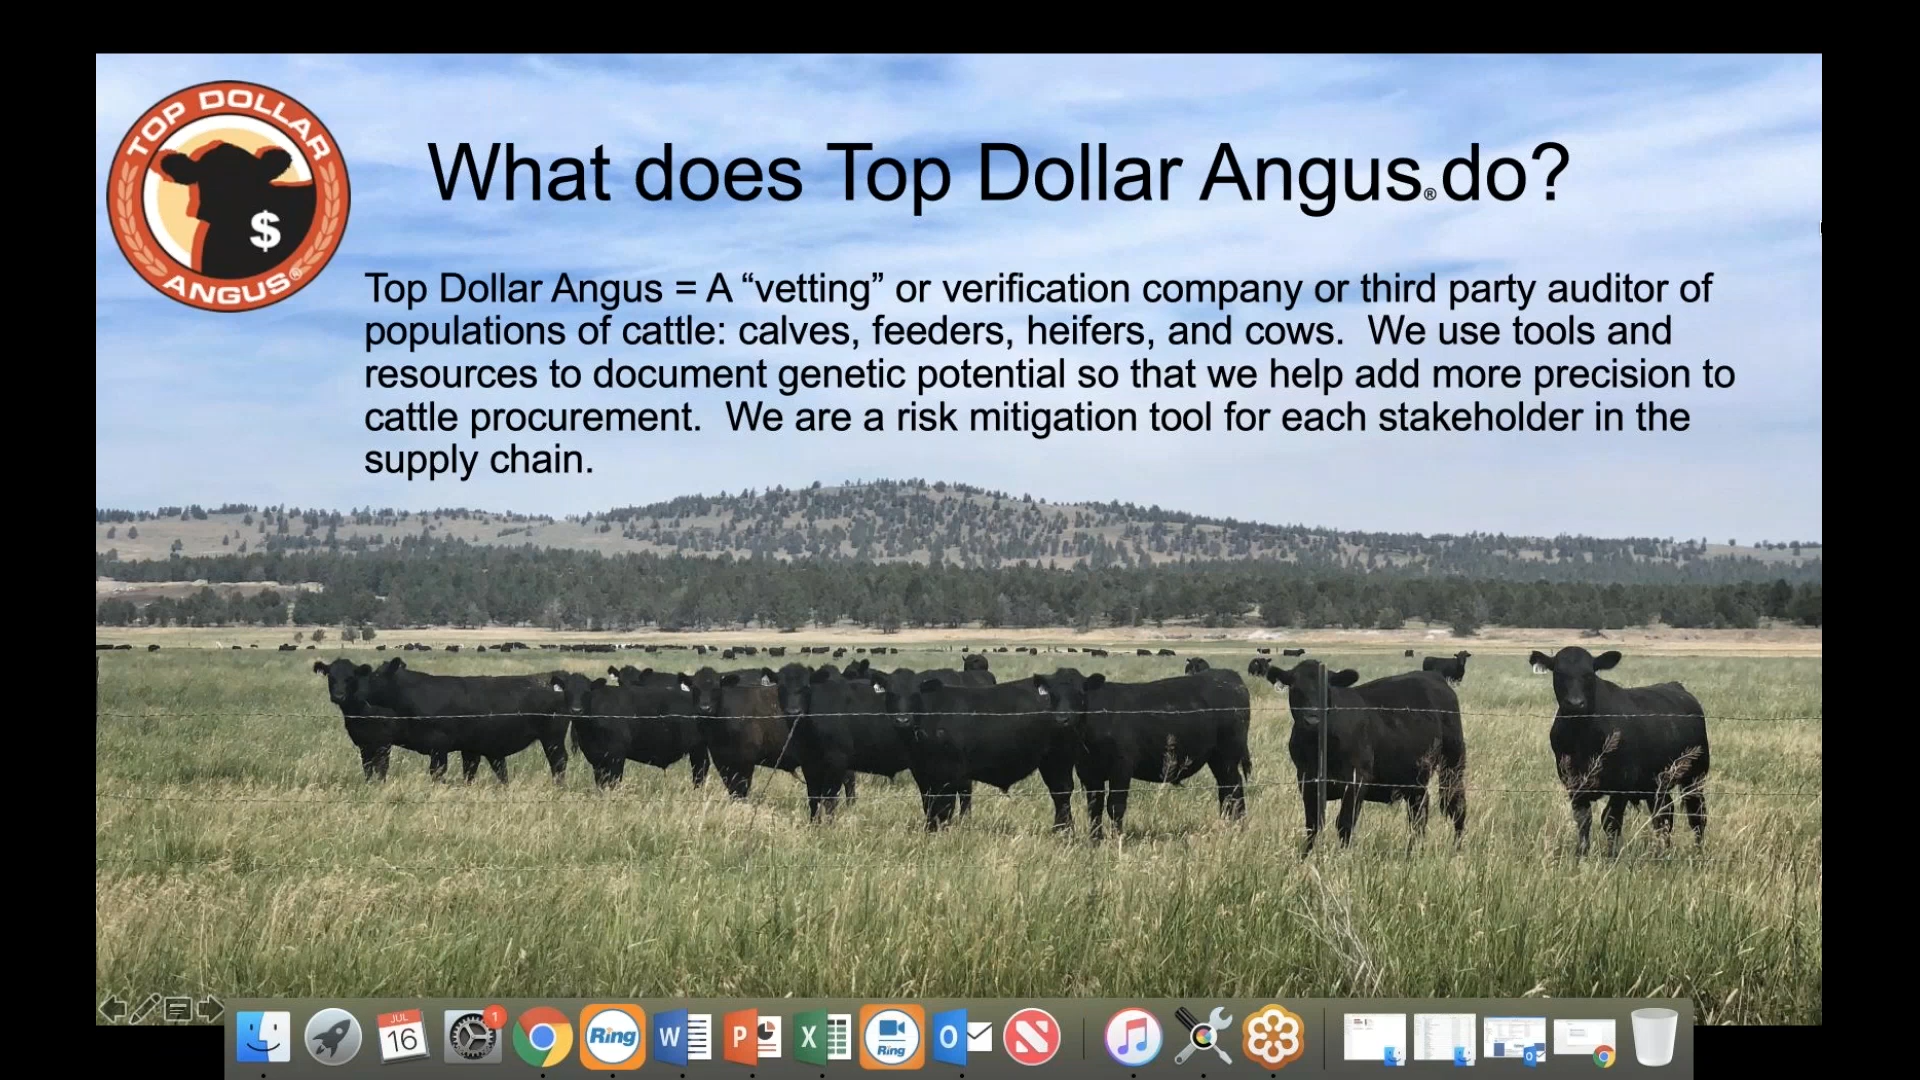 TOP DOLLAR
$
ANGUS®
What does Top Dollar Angus®do?
Top Dollar Angus = A “vetting” or verification company or third party auditor of
populations of cattle: calves, feeders, heifers, and cows.  We use tools and
resources to document genetic potential so that we help add more precision to
cattle procurement.  We are a risk mitigation tool for each stakeholder in the
supply chain.
JUL
16
1
Ring
W
P
X
Ring
O
N